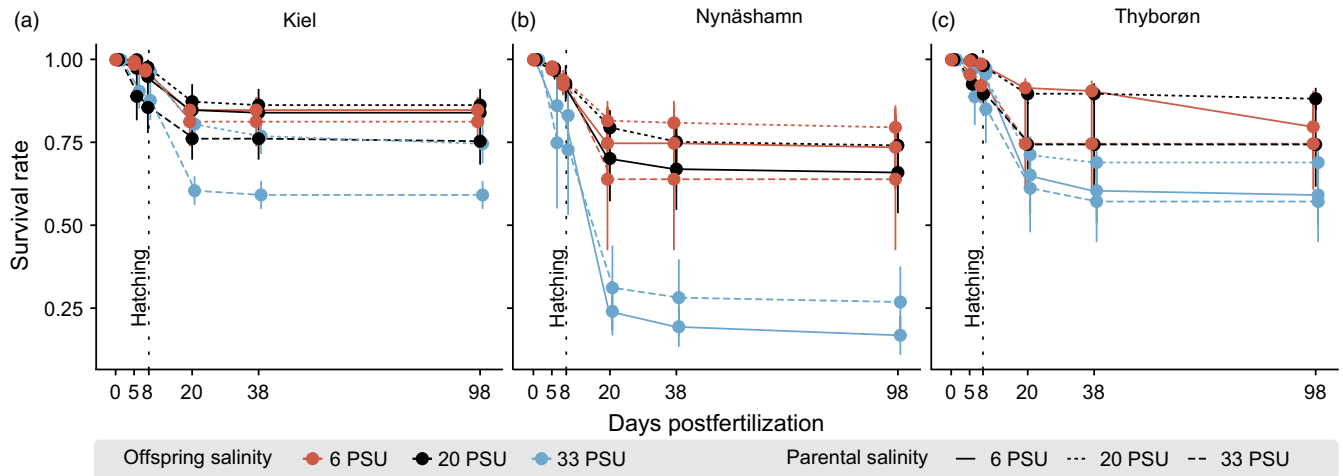 (a) Kiel (b) Nynäshamn (c) Thyborøn
Survival rate
1.00
0.75
0.50
0.25
Hatching Hatching Hatching
0 5 8 20 38 98 0 5 8 20 38 98 0 5 8 20 38 98
Days postfertilization
Offspring salinity 6 PSU 20 PSU 33 PSU Parental salinity 6 PSU 20 PSU 33 PSU